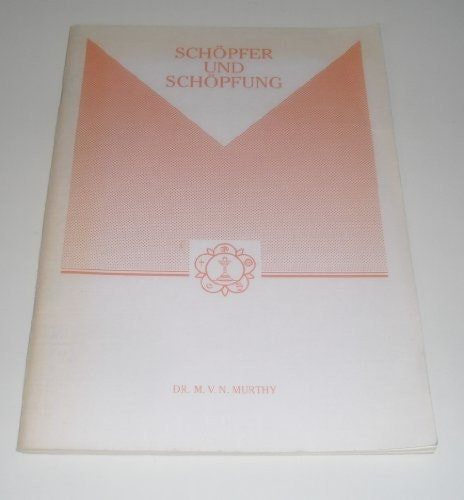 SCHÖPFER
UND
SCHÖPFUNG
DR. M. V. N. MURTHY